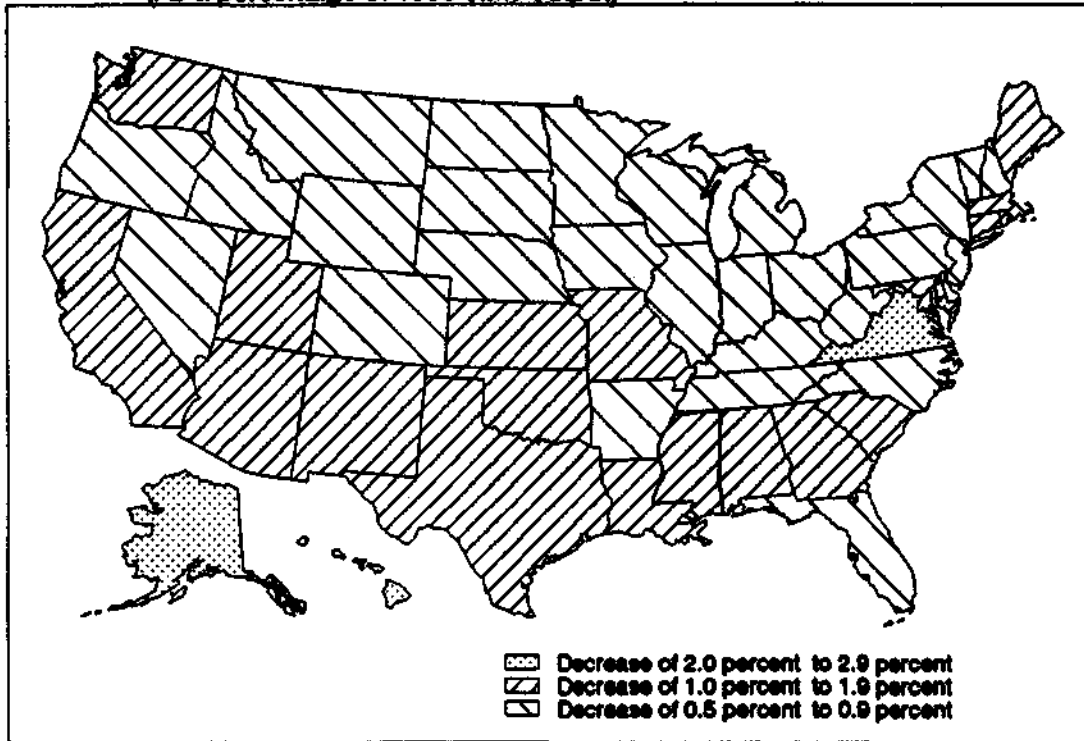 Decrease of 2.0 percent to 2.9 percent
Decrease of 1.0 percent to 1.9 percent
Decrease of 0.5 percent to 0.9 percent